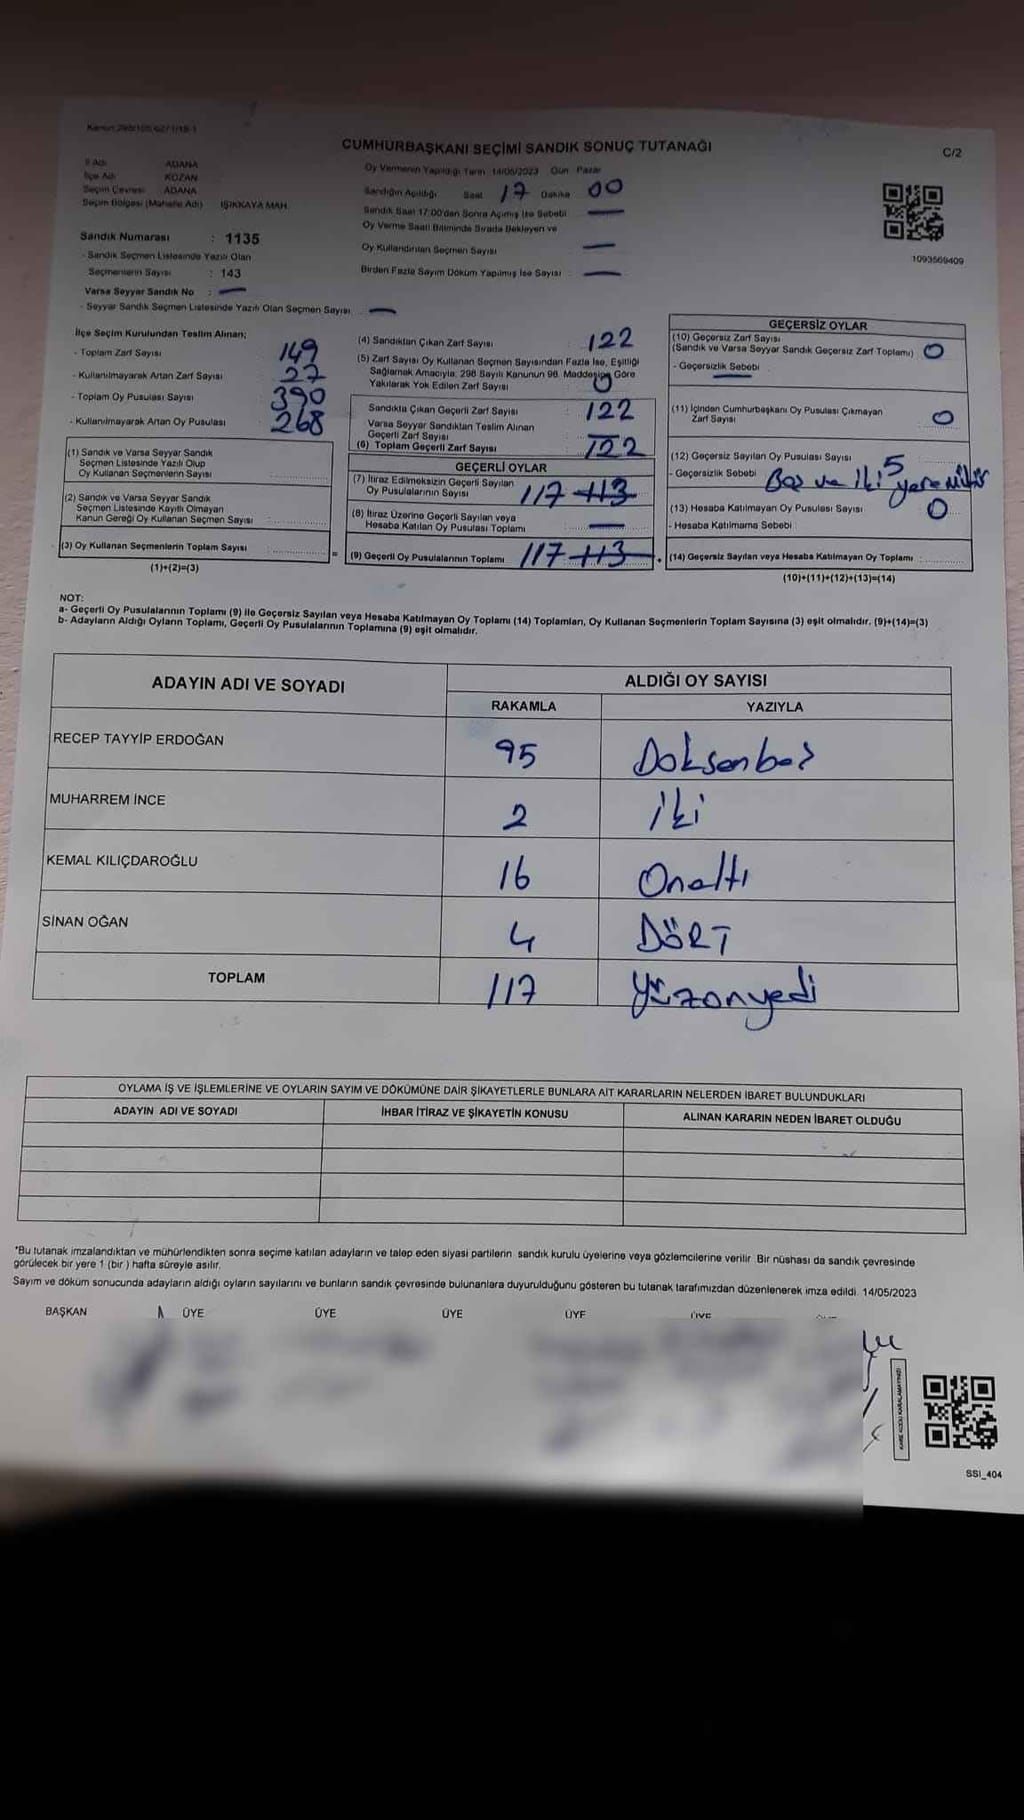 Kanun:298/105/6271/18-1
CUMHURBAŞKANI SEÇİMİ SANDIK SONUÇ TUTANAĞI
C/2
İl Adı ADANA
İlçe Adı KOZAN
Seçim Çevresi ADANA
Seçim Bölgesi (Mahalle Adı) IŞIKKAYA MAH.
Oy Vermenin Yapıldığı Tarih 14/05/2023 Gün Pazar
Sandığın Açıldığı Saat 17 Dakika 00
Sandık Saat 17:00'dan Sonra Açılmış İse Sebebi —
Oy Verme Saati Bitiminde Sırada Bekleyen ve
Oy Kullandırılan Seçmen Sayısı —
Birden Fazla Sayım Döküm Yapılmış İse Sayısı : —
1093569409
Sandık Numarası : 1135
- Sandık Seçmen Listesinde Yazılı Olan
Seçmenlerin Sayısı : 143
Varsa Seyyar Sandık No : —
- Seyyar Sandık Seçmen Listesinde Yazılı Olan Seçmen Sayısı —
İlçe Seçim Kurulundan Teslim Alınan;
- Toplam Zarf Sayısı 149
- Kullanılmayarak Artan Zarf Sayısı 27
- Toplam Oy Pusulası Sayısı 390
- Kullanılmayarak Artan Oy Pusulası 268
(1) Sandık ve Varsa Seyyar Sandık
Seçmen Listesinde Yazılı Olup
Oy Kullanan Seçmenlerin Sayısı
(2) Sandık ve Varsa Seyyar Sandık
Seçmen Listesinde Kayıtlı Olmayan
Kanun Gereği Oy Kullanan Seçmen Sayısı
(3) Oy Kullanan Seçmenlerin Toplam Sayısı
(1)+(2)=(3)
=
(4) Sandıktan Çıkan Zarf Sayısı 122
(5) Zarf Sayısı Oy Kullanan Seçmen Sayısından Fazla İse, Eşitliği
Sağlamak Amacıyla, 298 Sayılı Kanunun 98. Maddesine Göre
Yakılarak Yok Edilen Zarf Sayısı 0
Sandıkta Çıkan Geçerli Zarf Sayısı : 122
Varsa Seyyar Sandıktan Teslim Alınan
Geçerli Zarf Sayısı :
(6) Toplam Geçerli Zarf Sayısı 122
GEÇERLİ OYLAR
(7) İtiraz Edilmeksizin Geçerli Sayılan
Oy Pusulalarının Sayısı 117 113
(8) İtiraz Üzerine Geçerli Sayılan veya
Hesaba Katılan Oy Pusulası Toplamı —
(9) Geçerli Oy Pusulalarının Toplamı 117 113
+
GEÇERSİZ OYLAR
(10) Geçersiz Zarf Sayısı
(Sandık ve Varsa Seyyar Sandık Geçersiz Zarf Toplamı) 0
- Geçersizlik Sebebi
(11) İçinden Cumhurbaşkanı Oy Pusulası Çıkmayan
Zarf Sayısı 0
(12) Geçersiz Sayılan Oy Pusulası Sayısı 5
- Geçersizlik Sebebi Boş ve İki yere Mühür
(13) Hesaba Katılmayan Oy Pusulası Sayısı 0
- Hesaba Katılmama Sebebi :
(14) Geçersiz Sayılan veya Hesaba Katılmayan Oy Toplamı :
(10)+(11)+(12)+(13)=(14)
NOT:
a- Geçerli Oy Pusulalarının Toplamı (9) ile Geçersiz Sayılan veya Hesaba Katılmayan Oy Toplamı (14) Toplamları, Oy Kullanan Seçmenlerin Toplam Sayısına (3) eşit olmalıdır. (9)+(14)=(3)
b- Adayların Aldığı Oyların Toplamı, Geçerli Oy Pusulalarının Toplamına (9) eşit olmalıdır.
ADAYIN ADI VE SOYADI
ALDIĞI OY SAYISI
RAKAMLA YAZIYLA
RECEP TAYYİP ERDOĞAN 95 Doksanbeş
MUHARREM İNCE 2 İki
KEMAL KILIÇDAROĞLU 16 Onaltı
SİNAN OĞAN 4 DÖRT
TOPLAM 117 Yüzonyedi
OYLAMA İŞ VE İŞLEMLERİNE VE OYLARIN SAYIM VE DÖKÜMÜNE DAİR ŞİKAYETLERLE BUNLARA AİT KARARLARIN NELERDEN İBARET BULUNDUKLARI
ADAYIN ADI VE SOYADI İHBAR İTİRAZ VE ŞİKAYETİN KONUSU ALINAN KARARIN NEDEN İBARET OLDUĞU
*Bu tutanak imzalandıktan ve mühürlendikten sonra seçime katılan adayların ve talep eden siyasi partilerin sandık kurulu üyelerine veya gözlemcilerine verilir. Bir nüshası da sandık çevresinde
görülecek bir yere 1 (bir ) hafta süreyle asılır.
Sayım ve döküm sonucunda adayların aldığı oyların sayılarını ve bunların sandık çevresinde bulunanlara duyurulduğunu gösteren bu tutanak tarafımızdan düzenlenerek imza edildi. 14/05/2023
BAŞKAN ÜYE ÜYE ÜYE ÜYE ÜYE
KARE KODU KARALAMAYINIZ!
SSI_404